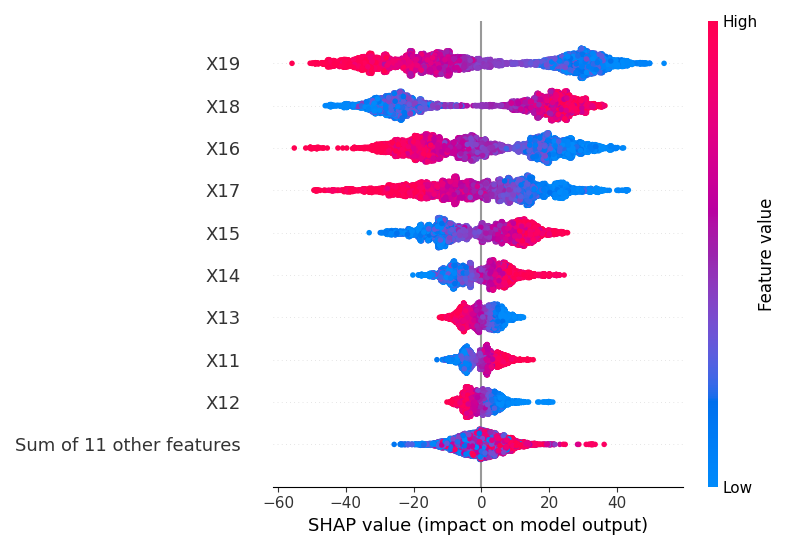 High
X19
X18
X16
X17
X15
X14
X13
X11
X12
Sum of 11 other features
Feature value
Low
−60 −40 −20 0 20 40
SHAP value (impact on model output)